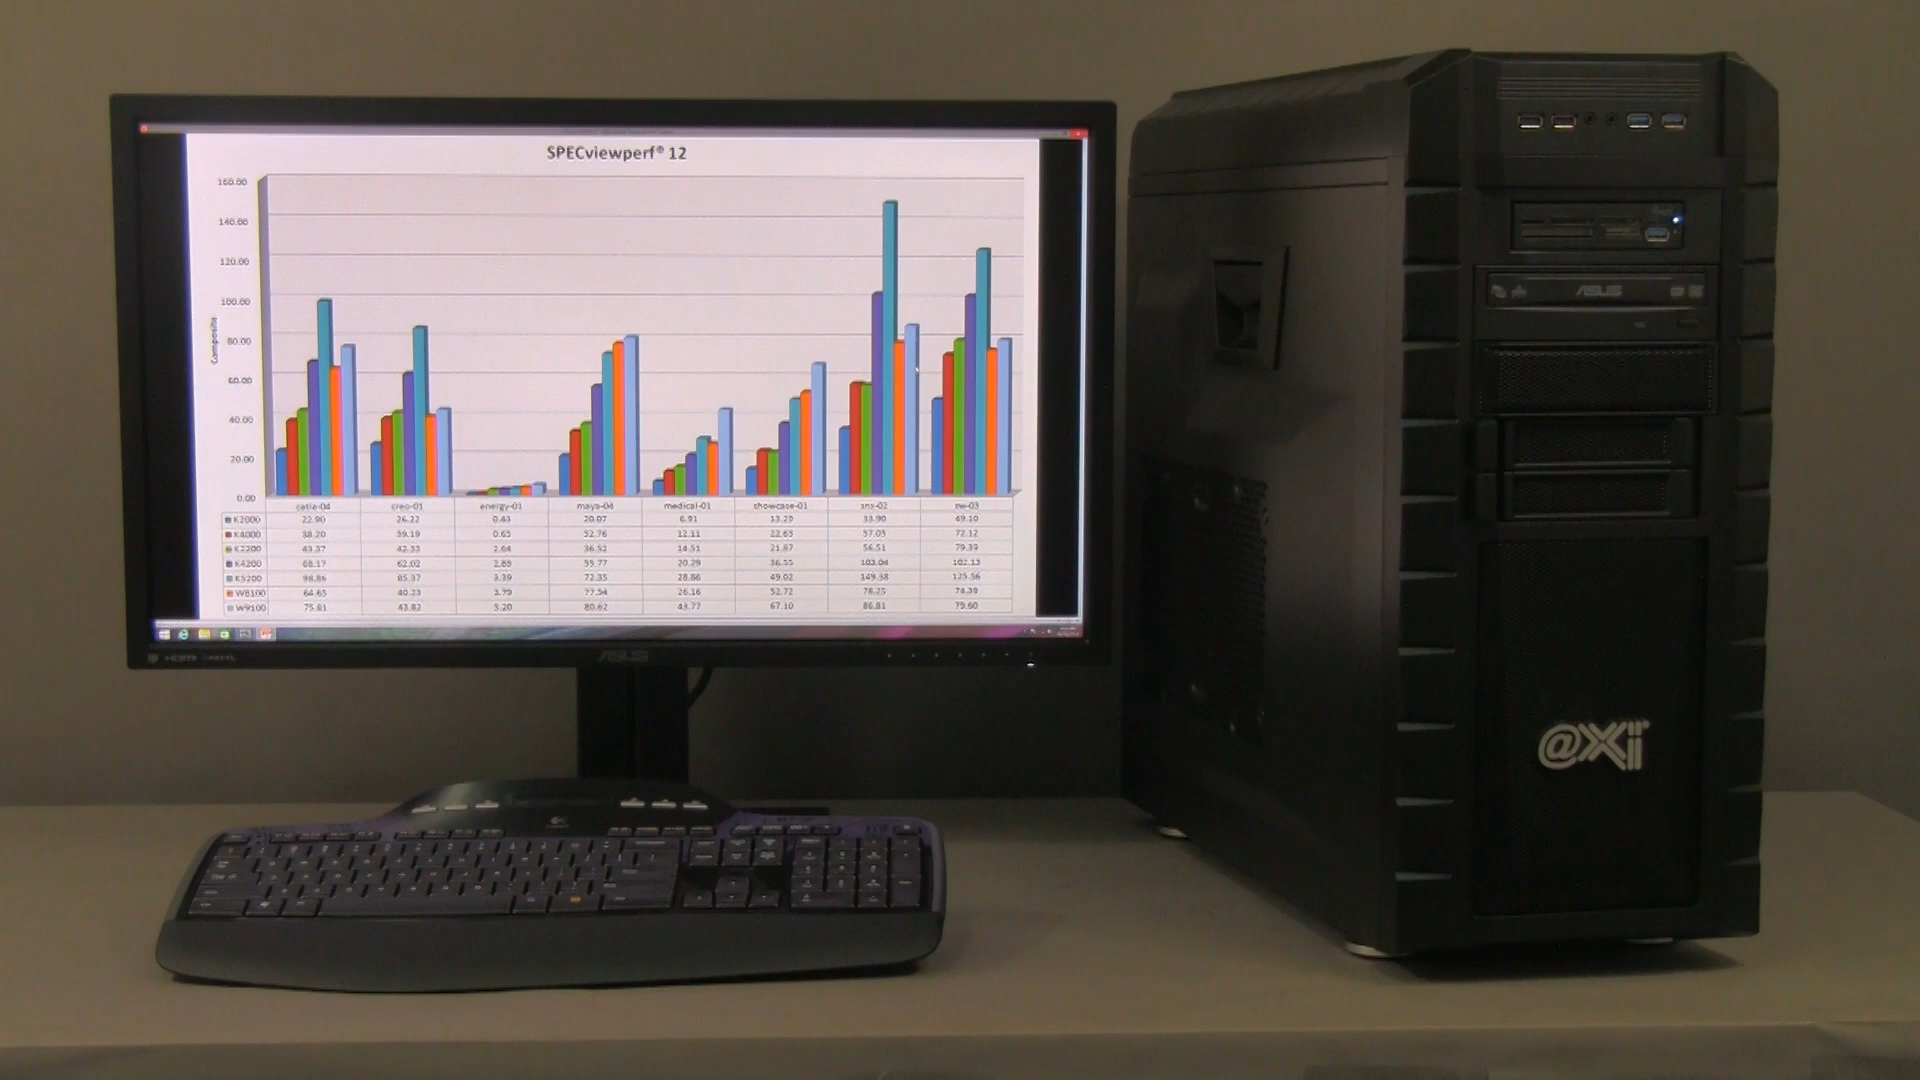 SPECviewperf® 12
160.00
140.00
120.00
100.00
80.00
60.00
40.00
20.00
0.00
Composite
catia-04 creo-01 energy-01 maya-04 medical-01 showcase-01 snx-02 sw-03
K2000 22.90 26.22 0.43 20.07 6.91 13.29 33.90 49.10
K4000 38.20 39.19 0.65 32.76 12.11 22.63 57.05 72.12
K2200 43.37 42.33 2.64 36.52 14.51 21.87 56.51 79.39
K4200 68.17 62.02 2.89 55.77 20.29 36.55 103.04 102.13
K5200 98.86 85.37 3.39 72.35 28.86 49.02 149.38 125.56
W8100 64.65 40.23 3.79 77.54 26.16 52.72 78.25 74.39
W9100 75.81 43.82 5.20 80.62 43.77 67.10 86.81 79.60
HDMI
ASUS
ASUS
@Xi